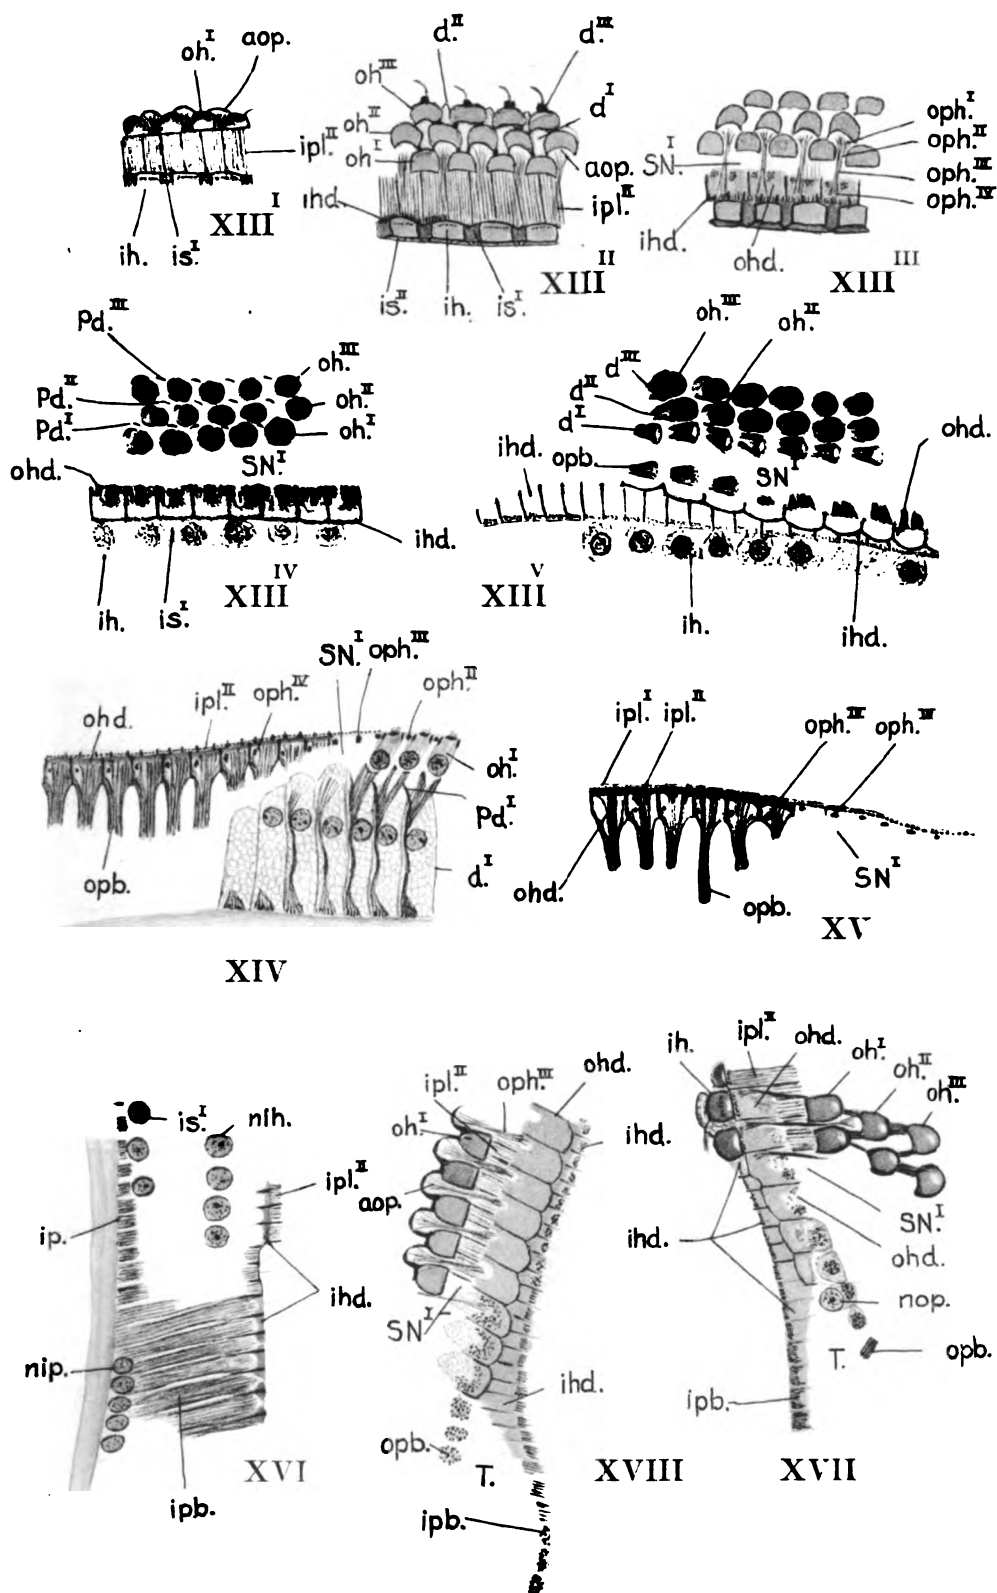 oh.I aop.
ipl.II
ih. is.I
XIII I
d.II d.III
oh.III
d I
oh.II
oh.I
aop.
ihd.
ipl.II
is.II ih. is.I
XIII II
oph.I
oph.II
SN.I
oph.III
oph.IV
ihd. ohd.
XIII III
Pd.III
oh.III
Pd.II
oh.II
Pd.I
oh.I
SN.I
ohd.
ihd.
ih. is.I
XIII IV
oh.III
oh.II
d III
d II
d I
ohd.
ihd. opb.
SN I
ih. ihd.
XIII V
SN.I oph.III
ipl.II oph.IV oph.II
ohd.
oh.I
Pd.I
d.I
opb.
XIV
ipl.I ipl.II
oph.IV oph.III
ohd. opb. SN I
XV
is.I nih.
ipl.II
ip.
ihd.
nip.
XVI
ipb.
ipl.II oph.III ohd.
oh.I
ihd.
aop.
SN I
ihd.
opb.
T.
XVIII
ipb.
ih. ipl.II ohd.
oh.I oh.II oh.III
SN.I
ihd.
ohd.
nop.
T. opb.
ipb.
XVII